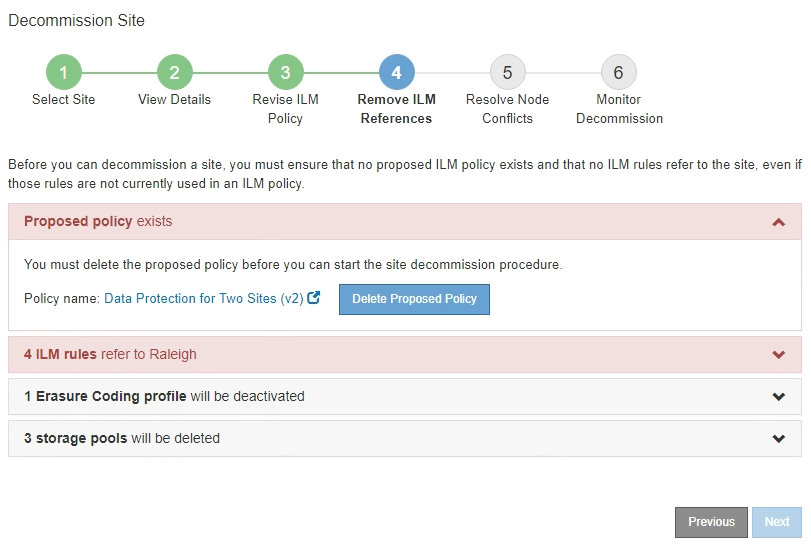 Decommission Site
1 2 3 4 5 6
Select Site View Details Revise ILM Remove ILM Resolve Node Monitor
Policy References Conflicts Decommission
Before you can decommission a site, you must ensure that no proposed ILM policy exists and that no ILM rules refer to the site, even if
those rules are not currently used in an ILM policy.
Proposed policy exists
You must delete the proposed policy before you can start the site decommission procedure.
Policy name: Data Protection for Two Sites (v2) Delete Proposed Policy
4 ILM rules refer to Raleigh
1 Erasure Coding profile will be deactivated
3 storage pools will be deleted
Previous Next